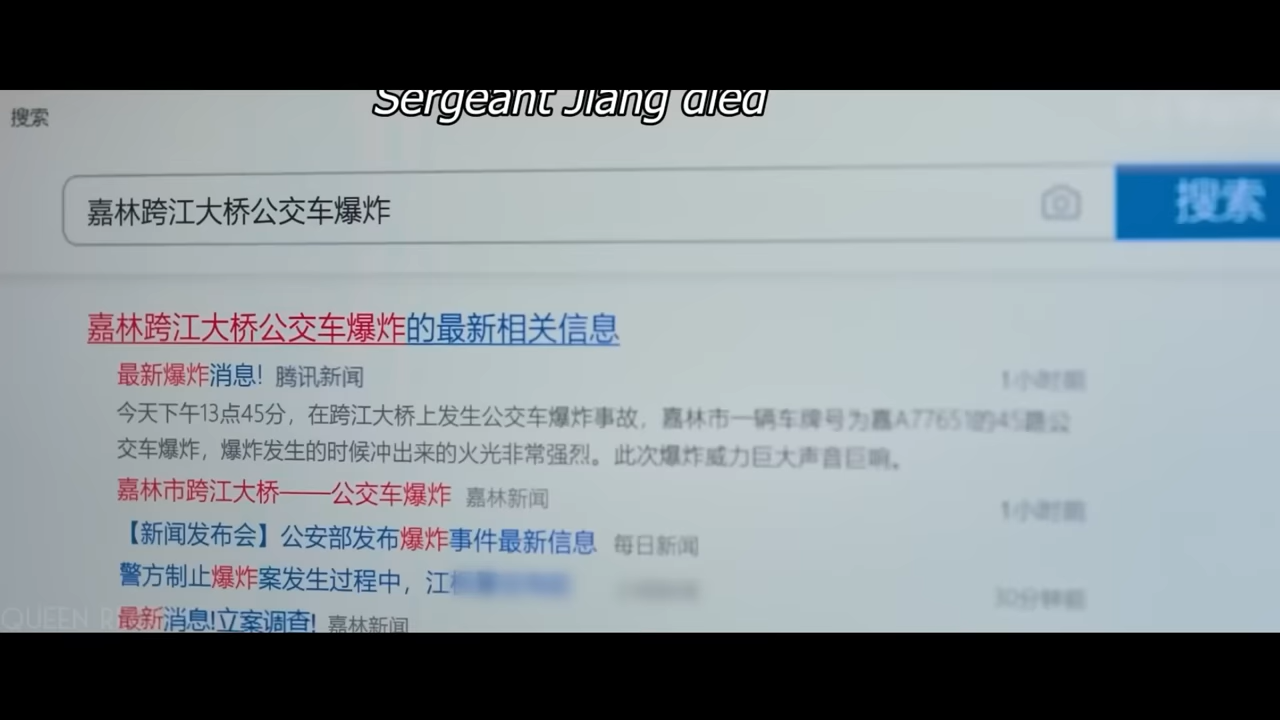 Sergeant Jiang died
搜索
嘉林跨江大桥公交车爆炸
搜索
嘉林跨江大桥公交车爆炸的最新相关信息
最新爆炸消息! 腾讯新闻
1小时前
今天下午13点45分，在跨江大桥上发生公交车爆炸事故，嘉林市一辆车牌号为嘉A77651的45路公
交车爆炸，爆炸发生的时候冲出来的火光非常强烈。此次爆炸威力巨大声音巨响。
嘉林市跨江大桥——公交车爆炸 嘉林新闻
1小时前
【新闻发布会】公安部发布爆炸事件最新信息 每日新闻
警方制止爆炸案发生过程中，江
30分钟前
最新消息!立案调查! 嘉林新闻
QUEEN